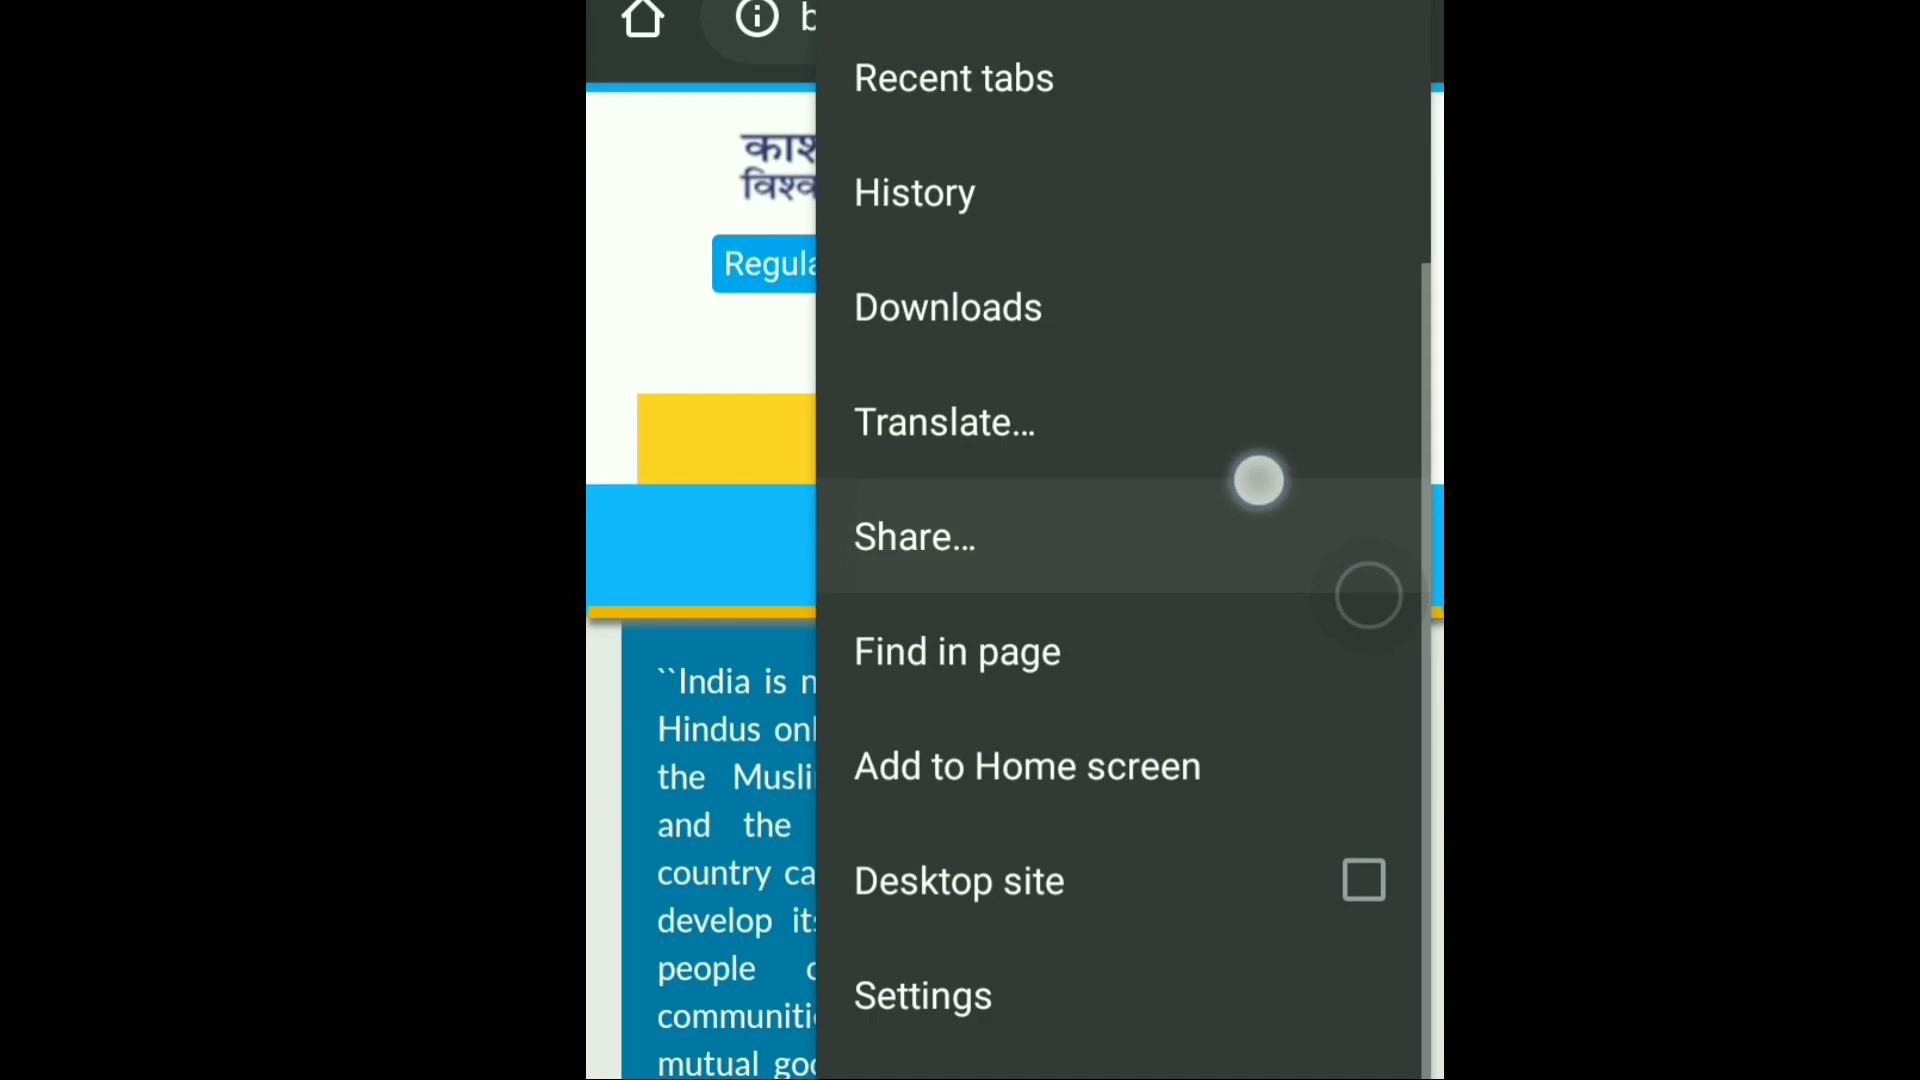 Recent tabs
History
Downloads
Translate...
Share...
Find in page
Add to Home screen
Desktop site
Settings
``India is
Hindus
the
and the
country
develop
people